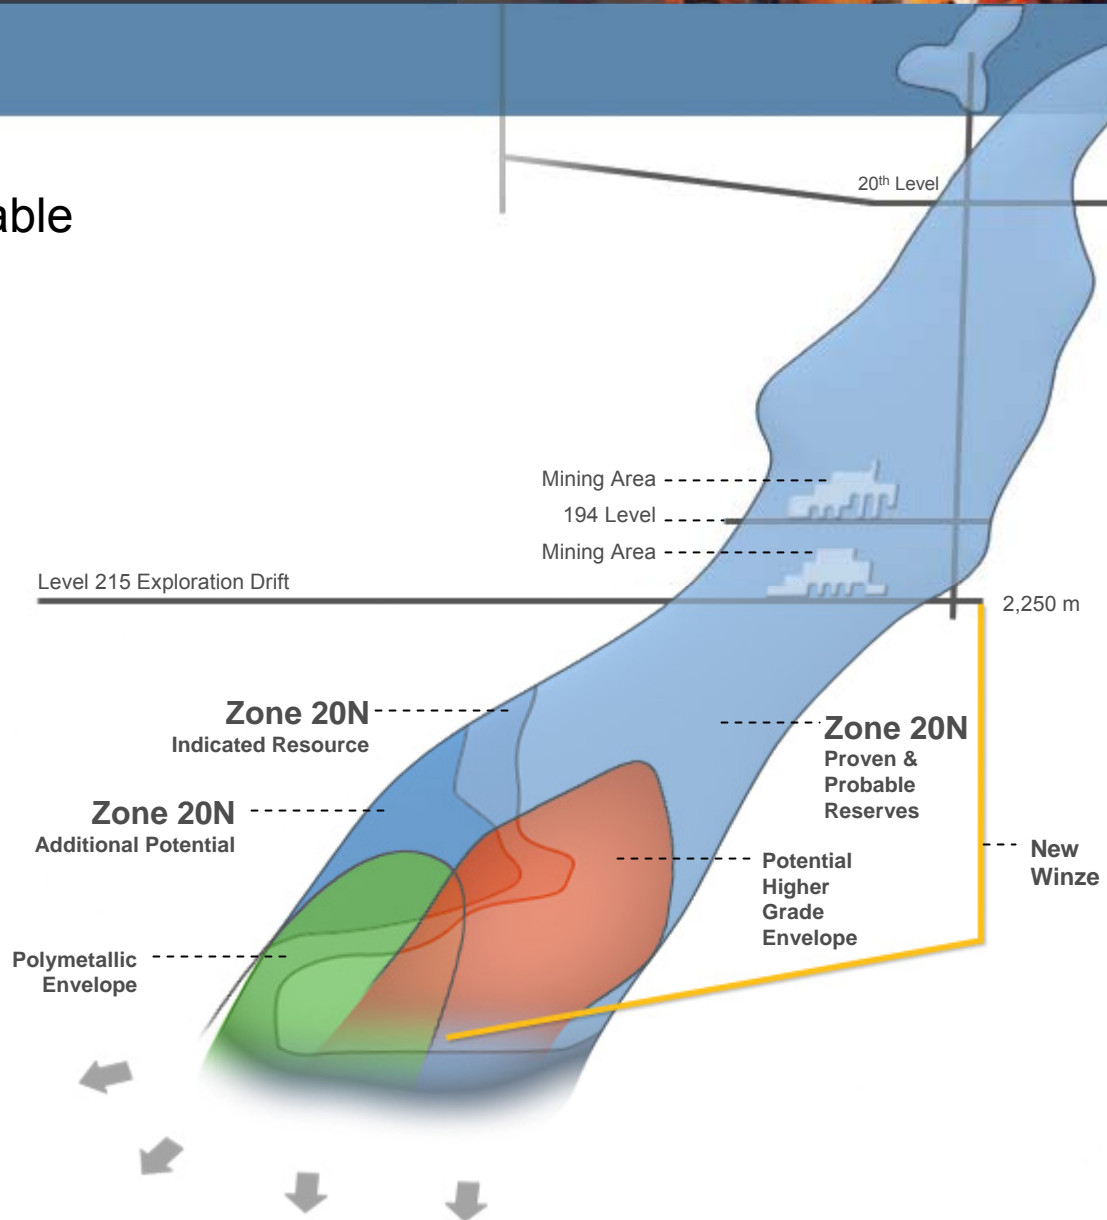 20th Level
able
Mining Area
194 Level
Mining Area
Level 215 Exploration Drift
2,250 m
Zone 20N
Indicated Resource
Zone 20N
Proven &
Probable
Reserves
Zone 20N
Additional Potential
New
Winze
Potential
Higher
Grade
Envelope
Polymetallic
Envelope